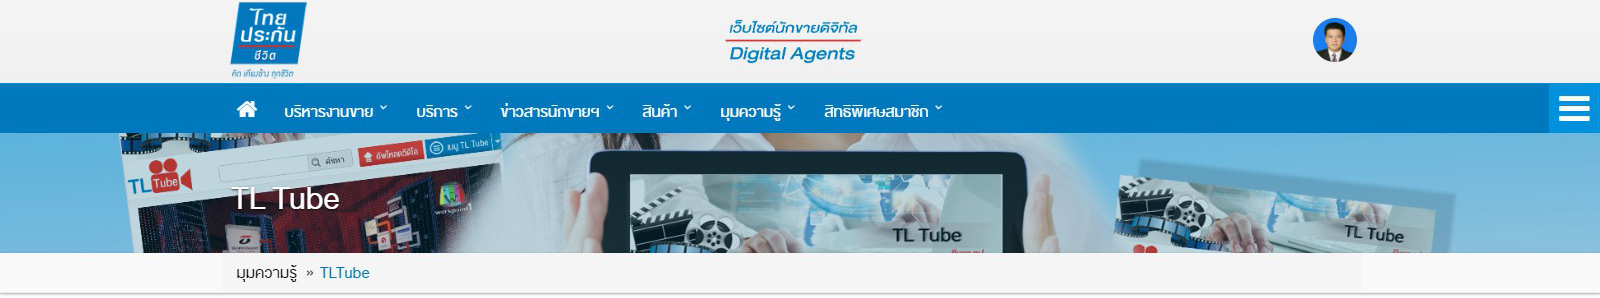 ไทย
ประกัน
ชีวิต
คิด เคียงข้าง ทุกชีวิต
เว็บไซต์นักขายดิจิทัล
Digital Agents
บริหารงานขาย
บริการ
ข่าวสารนักขายฯ
สินค้า
มุมความรู้
สิทธิพิเศษสมาชิก
TL Tube
ค้นหา
อัพโหลดวีดีโอ
เมนู TL Tube
workpoint
TL Tube
TL Tube
TL Tube
มุมความรู้ » TLTube